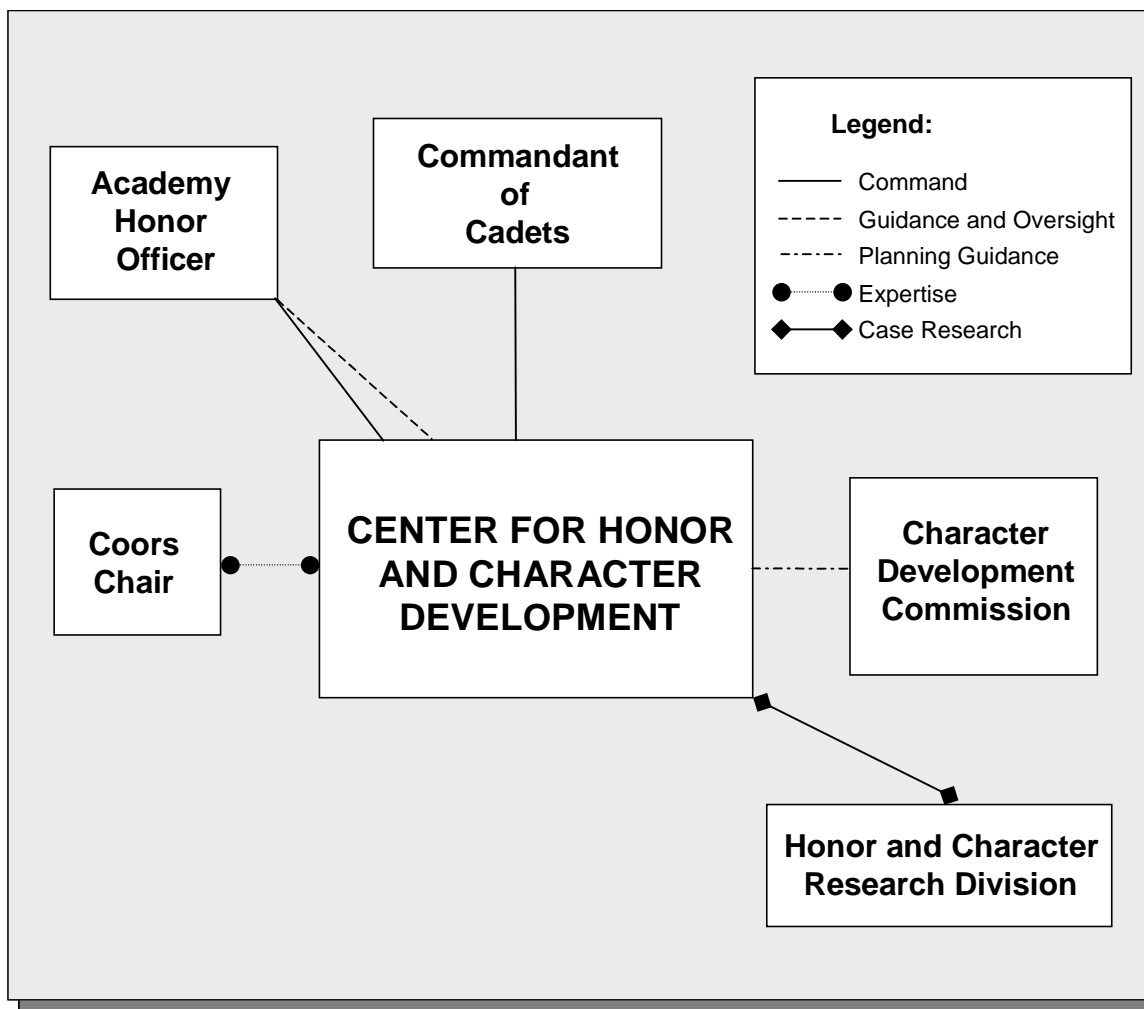 Academy
Honor
Officer
Commandant
of
Cadets
Legend:
Command
Guidance and Oversight
Planning Guidance
Expertise
Case Research
Coors
Chair
CENTER FOR HONOR
AND CHARACTER
DEVELOPMENT
Character
Development
Commission
Honor and Character
Research Division